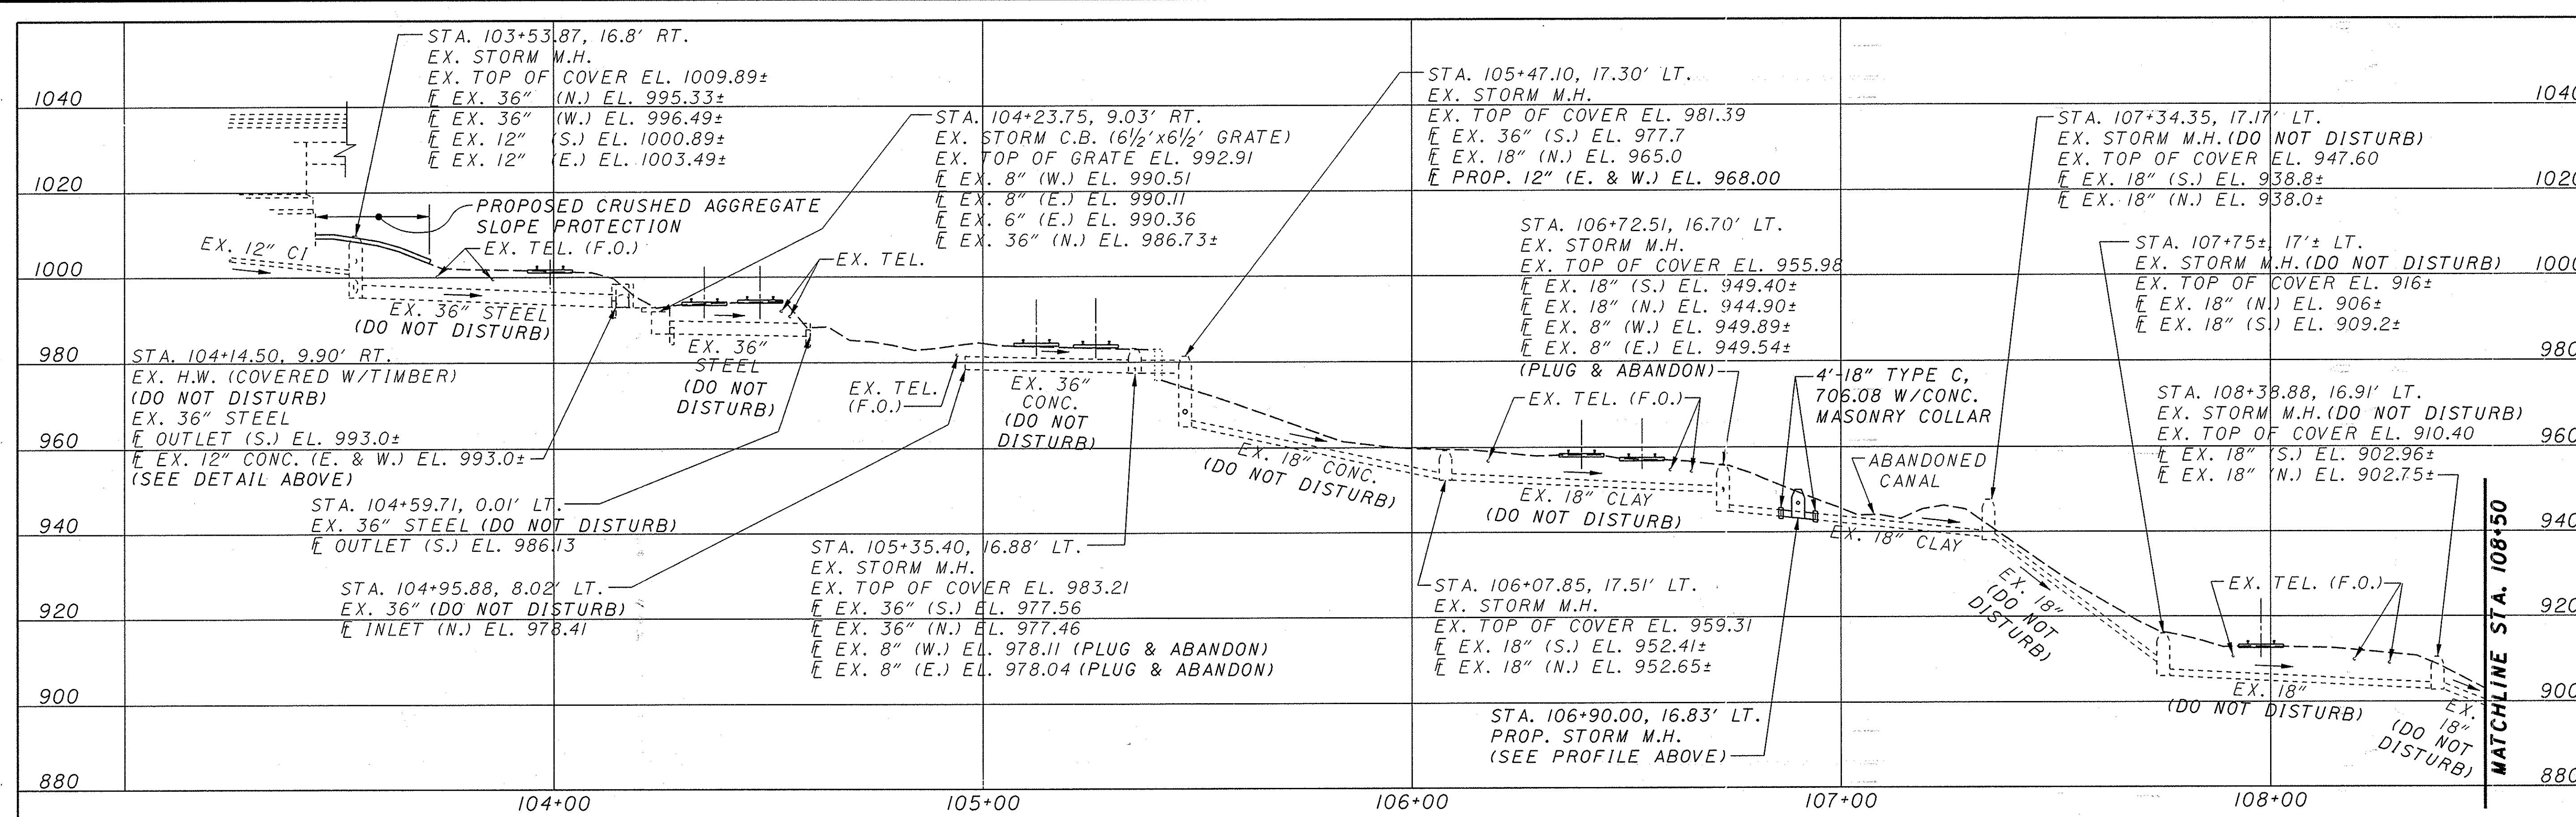 STA. 103+53.87, 16.8' RT.
EX. STORM M.H.
EX. TOP OF COVER EL. 1009.89±
℄ EX. 36" (N.) EL. 995.33±
℄ EX. 36" (W.) EL. 996.49±
℄ EX. 12" (S.) EL. 1000.89±
℄ EX. 12" (E.) EL. 1003.49±
STA. 104+23.75, 9.03' RT.
EX. STORM C.B. (6½'x6½' GRATE)
EX. TOP OF GRATE EL. 992.91
℄ EX. 8" (W.) EL. 990.51
℄ EX. 8" (E.) EL. 990.11
℄ EX. 6" (E.) EL. 990.36
℄ EX. 36" (N.) EL. 986.73±
STA. 105+47.10, 17.30' LT.
EX. STORM M.H.
EX. TOP OF COVER EL. 981.39
℄ EX. 36" (S.) EL. 977.7
℄ EX. 18" (N.) EL. 965.0
℄ PROP. 12" (E. & W.) EL. 968.00
STA. 107+34.35, 17.17' LT.
EX. STORM M.H. (DO NOT DISTURB)
EX. TOP OF COVER EL. 947.60
℄ EX. 18" (S.) EL. 938.8±
℄ EX. 18" (N.) EL. 938.0±
STA. 106+72.51, 16.70' LT.
EX. STORM M.H.
EX. TOP OF COVER EL. 955.98
℄ EX. 18" (S.) EL. 949.40±
℄ EX. 18" (N.) EL. 944.90±
℄ EX. 8" (W.) EL. 949.89±
℄ EX. 8" (E.) EL. 949.54±
(PLUG & ABANDON)
STA. 107+75±, 17'± LT.
EX. STORM M.H. (DO NOT DISTURB)
EX. TOP OF COVER EL. 916±
℄ EX. 18" (N.) EL. 906±
℄ EX. 18" (S.) EL. 909.2±
PROPOSED CRUSHED AGGREGATE
SLOPE PROTECTION
EX. TEL. (F.O.)
EX. 12" CI
EX. TEL.
EX. 36" STEEL
(DO NOT DISTURB)
EX. 36"
STEEL
(DO NOT
DISTURB)
EX. TEL.
(F.O.)
EX. 36"
CONC.
(DO NOT
DISTURB)
STA. 104+14.50, 9.90' RT.
EX. H.W. (COVERED W/TIMBER)
(DO NOT DISTURB)
EX. 36" STEEL
℄ OUTLET (S.) EL. 993.0±
℄ EX. 12" CONC. (E. & W.) EL. 993.0±
(SEE DETAIL ABOVE)
STA. 104+59.71, 0.01' LT.
EX. 36" STEEL (DO NOT DISTURB)
℄ OUTLET (S.) EL. 986.13
STA. 104+95.88, 8.02' LT.
EX. 36" (DO NOT DISTURB)
℄ INLET (N.) EL. 978.41
STA. 105+35.40, 16.88' LT.
EX. STORM M.H.
EX. TOP OF COVER EL. 983.21
℄ EX. 36" (S.) EL. 977.56
℄ EX. 36" (N.) EL. 977.46
℄ EX. 8" (W.) EL. 978.11 (PLUG & ABANDON)
℄ EX. 8" (E.) EL. 978.04 (PLUG & ABANDON)
EX. 18" CONC.
(DO NOT DISTURB)
EX. TEL. (F.O.)
EX. 18" CLAY
(DO NOT DISTURB)
4'-18" TYPE C,
706.08 W/CONC.
MASONRY COLLAR
ABANDONED
CANAL
EX. 18" CLAY
STA. 106+07.85, 17.51' LT.
EX. STORM M.H.
EX. TOP OF COVER EL. 959.31
℄ EX. 18" (S.) EL. 952.41±
℄ EX. 18" (N.) EL. 952.65±
STA. 106+90.00, 16.83' LT.
PROP. STORM M.H.
(SEE PROFILE ABOVE)
STA. 108+38.88, 16.91' LT.
EX. STORM M.H. (DO NOT DISTURB)
EX. TOP OF COVER EL. 910.40
℄ EX. 18" (S.) EL. 902.96±
℄ EX. 18" (N.) EL. 902.75±
EX. 18"
(DO NOT
DISTURB)
EX. TEL. (F.O.)
EX. 18"
(DO NOT DISTURB)
EX.
18"
(DO NOT
DISTURB)
MATCHLINE STA. 108+50
1040
1020
1000
980
960
940
920
900
880
1040
1020
1000
980
960
940
920
900
880
104+00
105+00
106+00
107+00
108+00